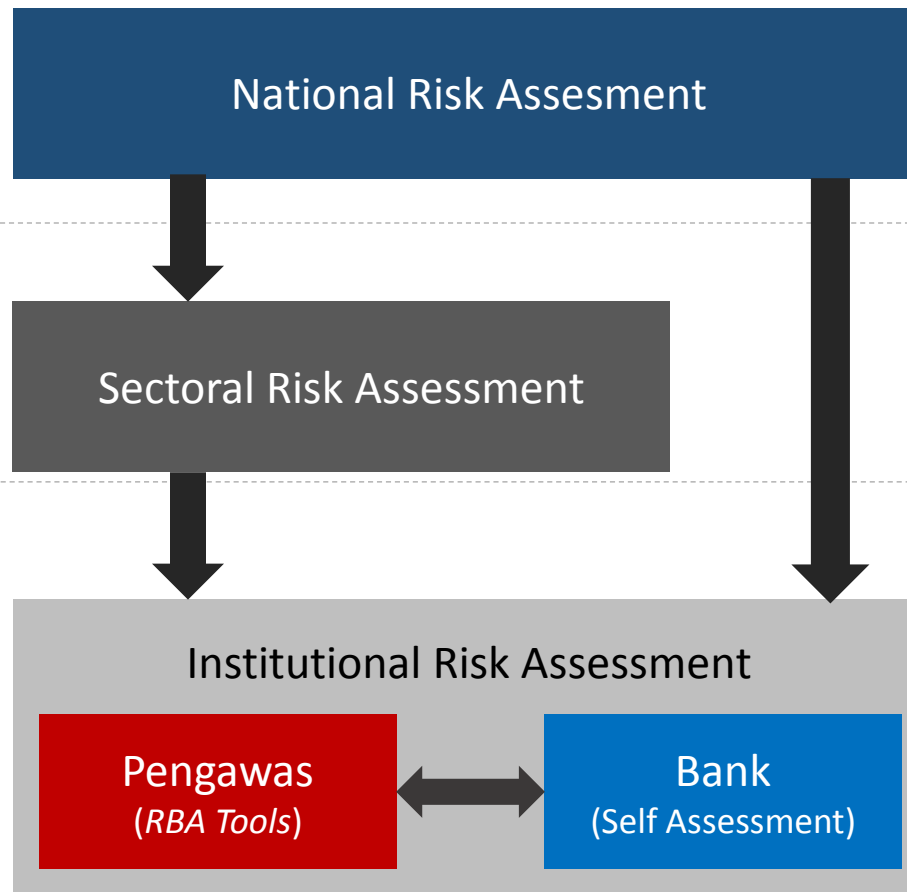 National Risk Assesment
Sectoral Risk Assessment
Institutional Risk Assessment
Pengawas
(RBA Tools)
Bank
(Self Assessment)